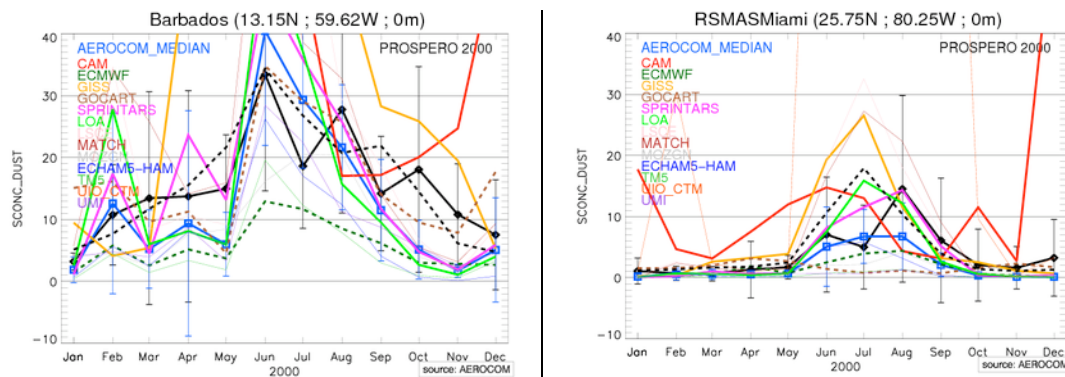 Barbados (13.15N ; 59.62W ; 0m)
AEROCOM_MEDIAN
PROSPERO 2000
CAM
ECMWF
GISS
GOCART
SPRINTARS
LOA
LSCE
MATCH
MOZGN
ECHAM5-HAM
TM5
UIO_CTM
UMI
SCONC_DUST
40
30
20
10
0
-10
Jan Feb Mar Apr May Jun Jul Aug Sep Oct Nov Dec
2000
source: AEROCOM
RSMASMiami (25.75N ; 80.25W ; 0m)
AEROCOM_MEDIAN
PROSPERO 2000
CAM
ECMWF
GISS
GOCART
SPRINTARS
LOA
LSCE
MATCH
MOZGN
ECHAM5-HAM
TM5
UIO_CTM
UMI
SCONC_DUST
40
30
20
10
0
-10
Jan Feb Mar Apr May Jun Jul Aug Sep Oct Nov Dec
2000
source: AEROCOM